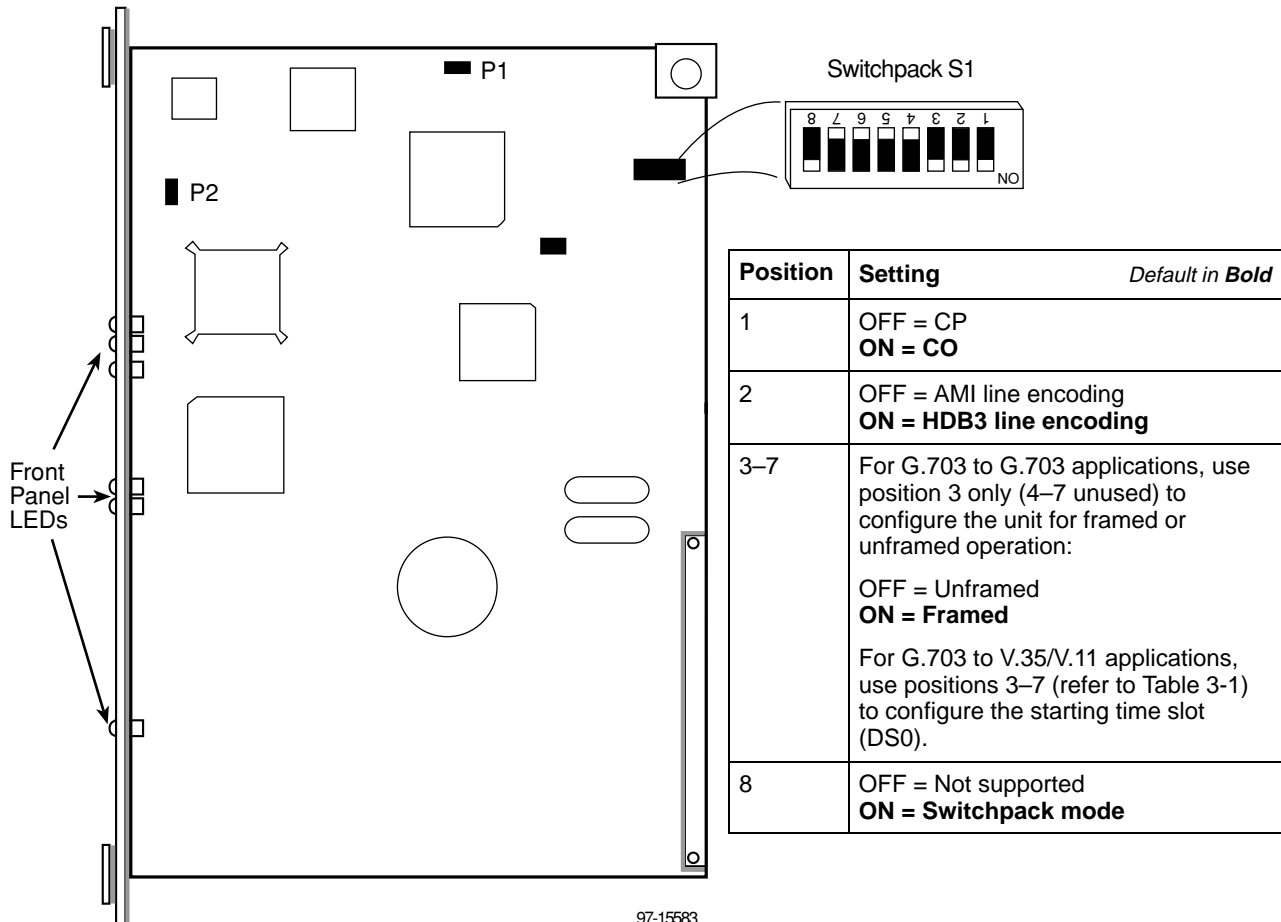 P1
Switchpack S1
8 7 6 5 4 3 2 1
ON
P2
Front
Panel
LEDs
Position Setting Default in Bold
1 OFF = CP
ON = CO
2 OFF = AMI line encoding
ON = HDB3 line encoding
3–7 For G.703 to G.703 applications, use
position 3 only (4–7 unused) to
configure the unit for framed or
unframed operation:
OFF = Unframed
ON = Framed
For G.703 to V.35/V.11 applications,
use positions 3–7 (refer to Table 3-1)
to configure the starting time slot
(DS0).
8 OFF = Not supported
ON = Switchpack mode
97-15583